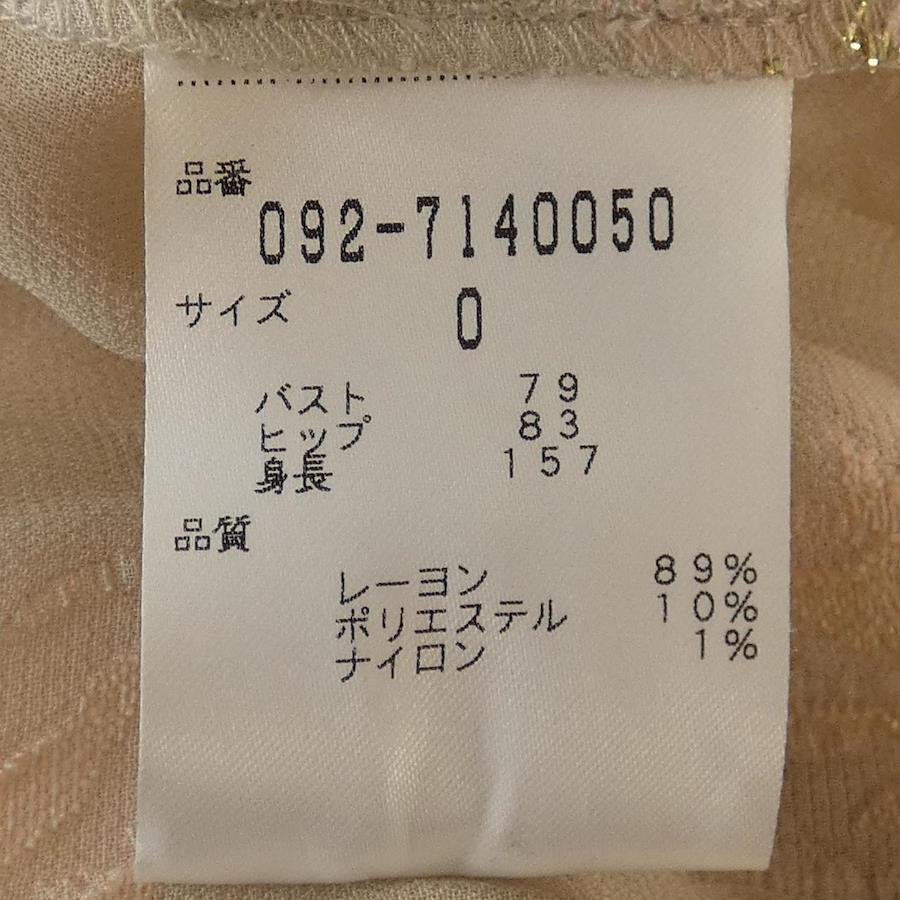 品番
092-7140050
サイズ 0
バスト 79
ヒップ 83
身長 157
品質
レーヨン 89%
ポリエステル 10%
ナイロン 1%